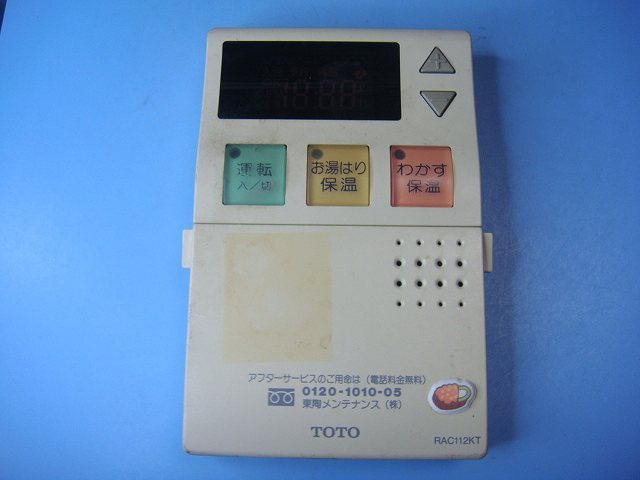 運転
入／切
お湯はり
保温
わかす
保温
アフターサービスのご用命は（電話料金無料）
0120-1010-05
東陶メンテナンス（株）
TOTO
RAC112KT